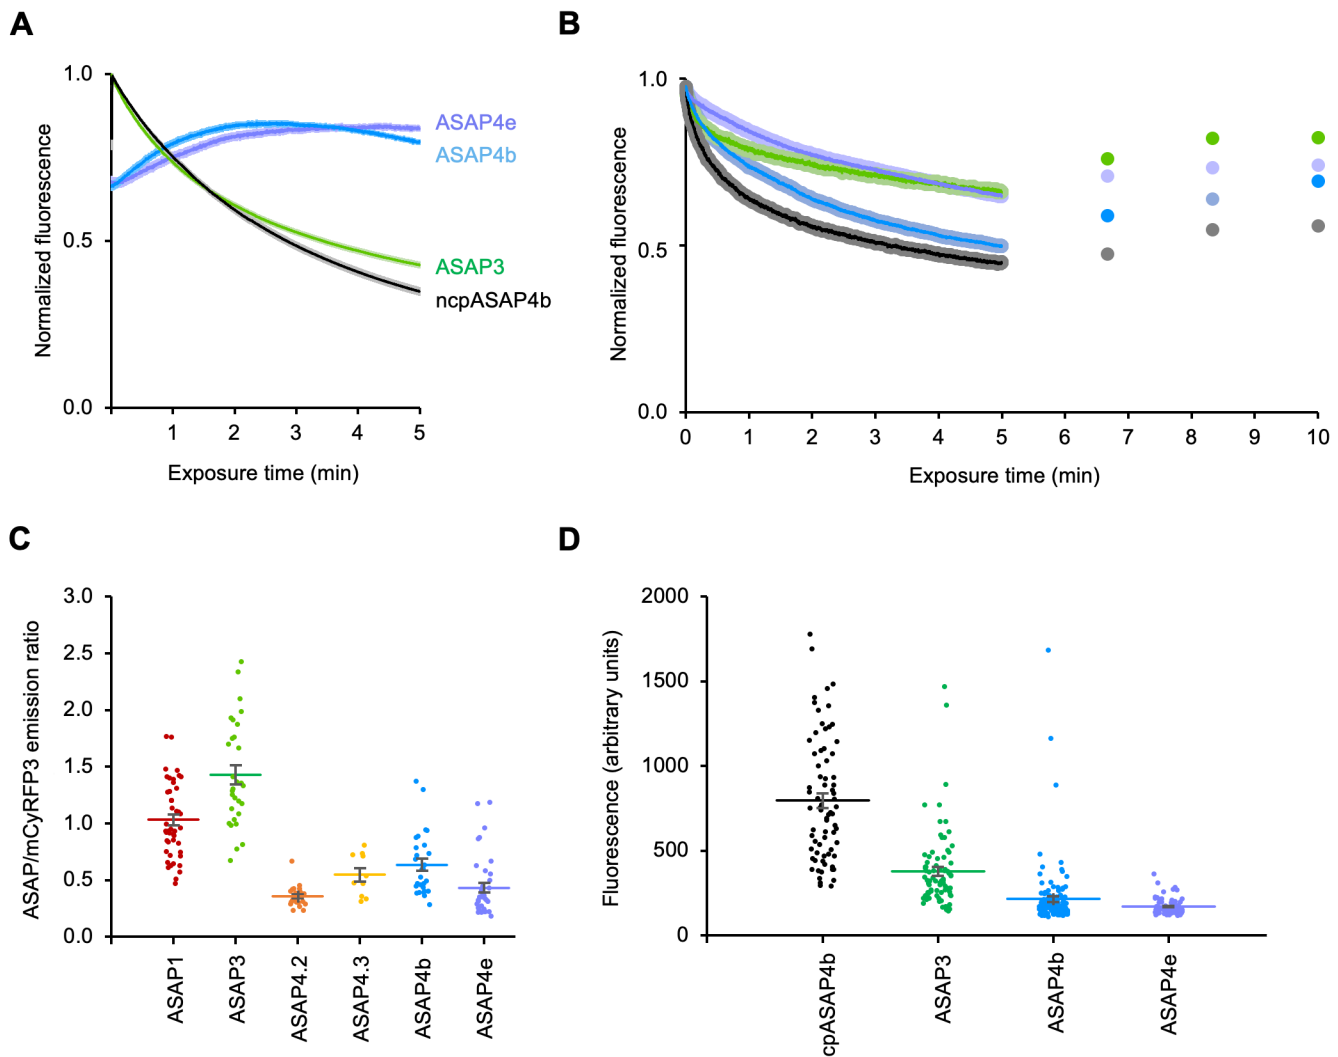 A
Normalized fluorescence
1.0
0.5
0.0
1 2 3 4 5
Exposure time (min)
ASAP4e
ASAP4b
ASAP3
ncpASAP4b
B
Normalized fluorescence
1.0
0.5
0.0
0 1 2 3 4 5 6 7 8 9 10
Exposure time (min)
C
ASAP/mCyRFP3 emission ratio
3.0
2.5
2.0
1.5
1.0
0.5
0.0
ASAP1
ASAP3
ASAP4.2
ASAP4.3
ASAP4b
ASAP4e
D
Fluorescence (arbitrary units)
2000
1500
1000
500
0
cpASAP4b
ASAP3
ASAP4b
ASAP4e